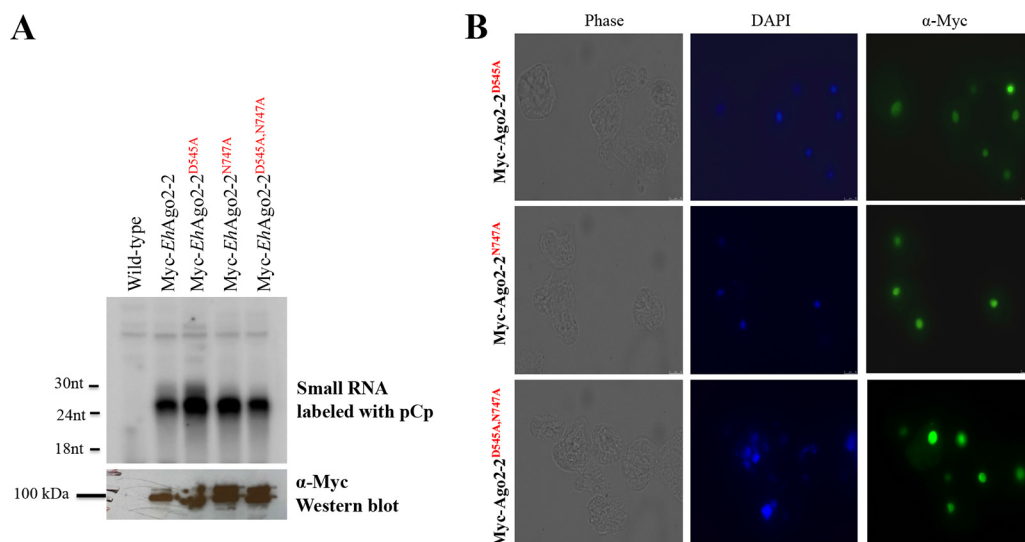 A
Wild-type
Myc-EhAgo2-2
Myc-EhAgo2-2D545A
Myc-EhAgo2-2N747A
Myc-EhAgo2-2D545A,N747A
30nt
24nt
18nt
Small RNA
labeled with pCp
100 kDa
α-Myc
Western blot
B
Phase
DAPI
α-Myc
Myc-Ago2-2D545A
Myc-Ago2-2N747A
Myc-Ago2-2D545A,N747A